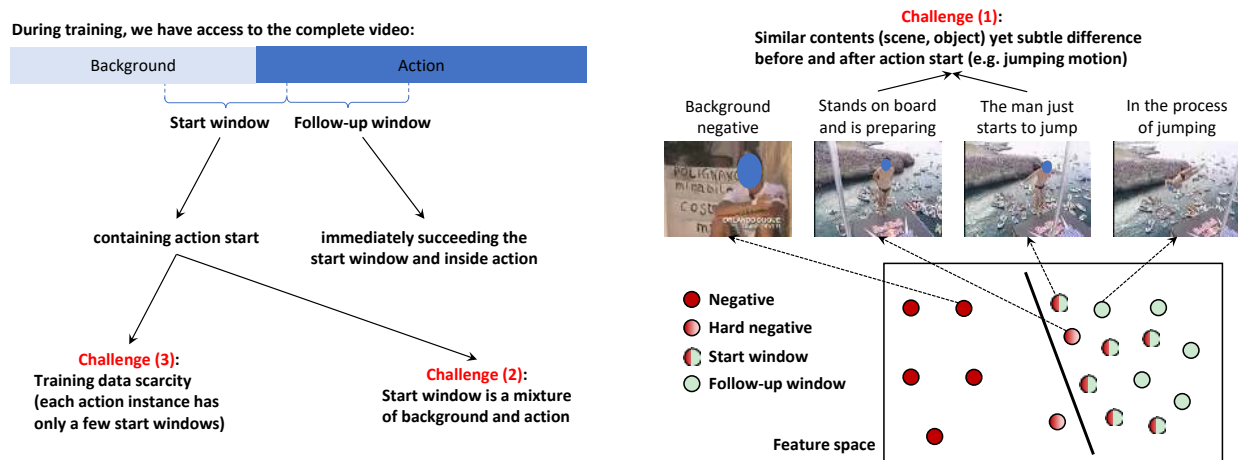 During training, we have access to the complete video:
Background
Action
Start window
Follow-up window
containing action start
immediately succeeding the
start window and inside action
Challenge (3):
Training data scarcity
(each action instance has
only a few start windows)
Challenge (2):
Start window is a mixture
of background and action
Challenge (1):
Similar contents (scene, object) yet subtle difference
before and after action start (e.g. jumping motion)
Background
negative
Stands on board
and is preparing
The man just
starts to jump
In the process
of jumping
POLIGNANO
mirabile
ORLANDO DUQUE
Negative
Hard negative
Start window
Follow-up window
Feature space